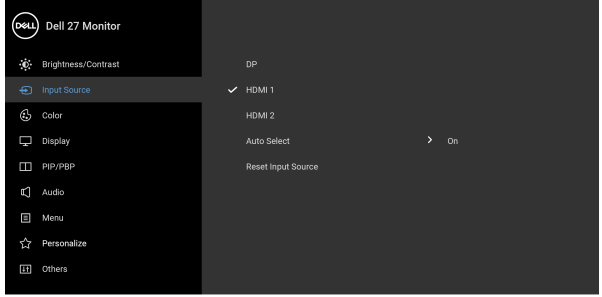 DELL Dell 27 Monitor
Brightness/Contrast
DP
Input Source
HDMI 1
Color
HDMI 2
Display
Auto Select > On
PIP/PBP
Reset Input Source
Audio
Menu
Personalize
Others